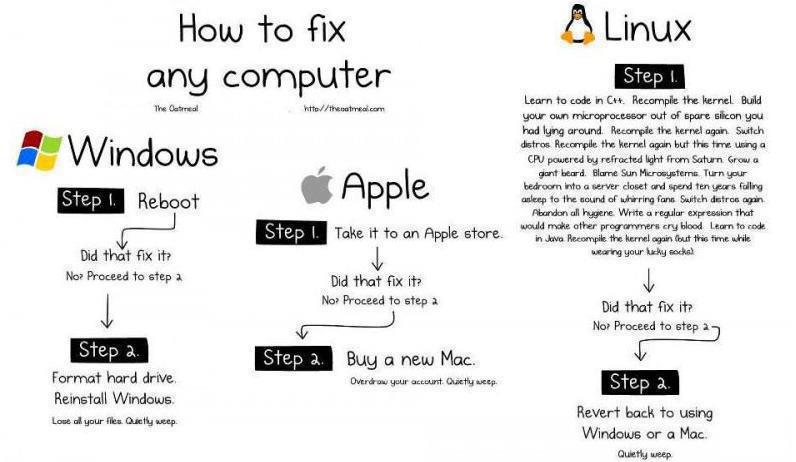 How to fix
any computer
The Oatmeal http://theoatmeal.com
Windows
Step 1. Reboot
Did that fix it?
No? Proceed to step 2
Step 2.
Format hard drive.
Reinstall Windows.
Lose all your files. Quietly weep.
Apple
Step 1. Take it to an Apple store.
Did that fix it?
No? Proceed to step 2
Step 2. Buy a new Mac.
Overdraw your account. Quietly weep.
Linux
Step 1.
Learn to code in C++. Recompile the kernel. Build
your own microprocessor out of spare silicon you
had lying around. Recompile the kernel again. Switch
distros. Recompile the kernel again but this time using a
CPU powered by refracted light from Saturn. Grow a
giant beard. Blame Sun Microsystems. Turn your
bedroom into a server closet and spend ten years falling
asleep to the sound of whirring fans. Switch distros again.
Abandon all hygiene. Write a regular expression that
would make other programmers cry blood. Learn to code
in Java. Recompile the kernel again (but this time while
wearing your lucky socks).
Did that fix it?
No? Proceed to step 2
Step 2.
Revert back to using
Windows or a Mac.
Quietly weep.